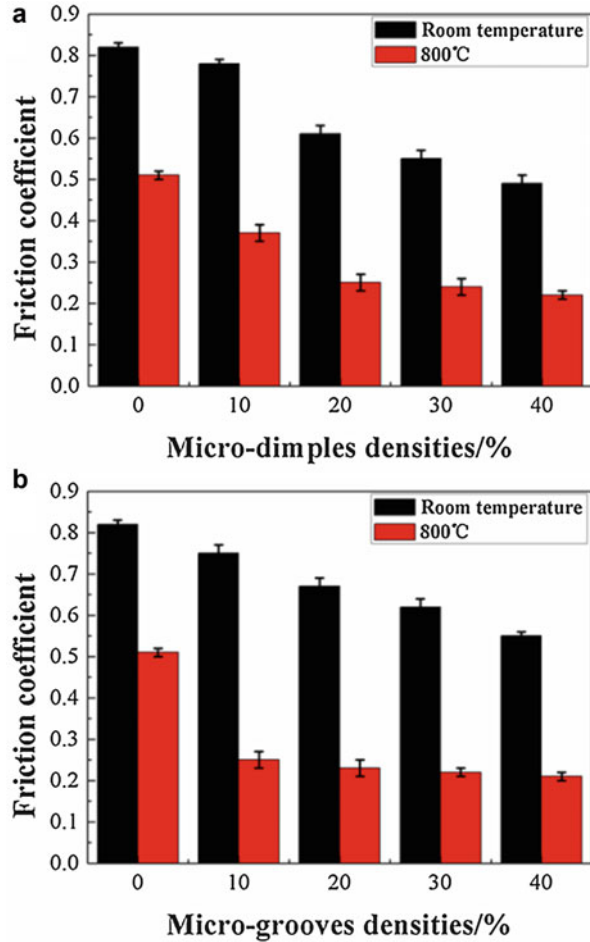 a
Room temperature
800℃
Friction coefficient
0.9
0.8
0.7
0.6
0.5
0.4
0.3
0.2
0.1
0.0
0 10 20 30 40
Micro-dimples densities/%
b
Room temperature
800℃
Friction coefficient
0.9
0.8
0.7
0.6
0.5
0.4
0.3
0.2
0.1
0.0
0 10 20 30 40
Micro-grooves densities/%